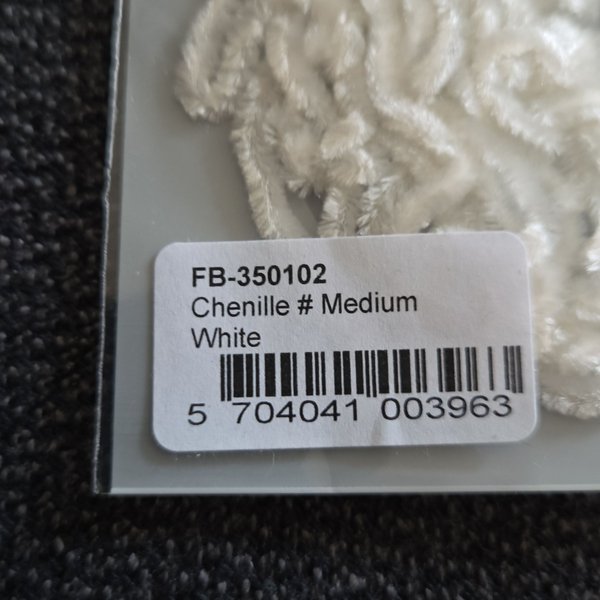 FB-350102
Chenille # Medium
White
5 704041 003963